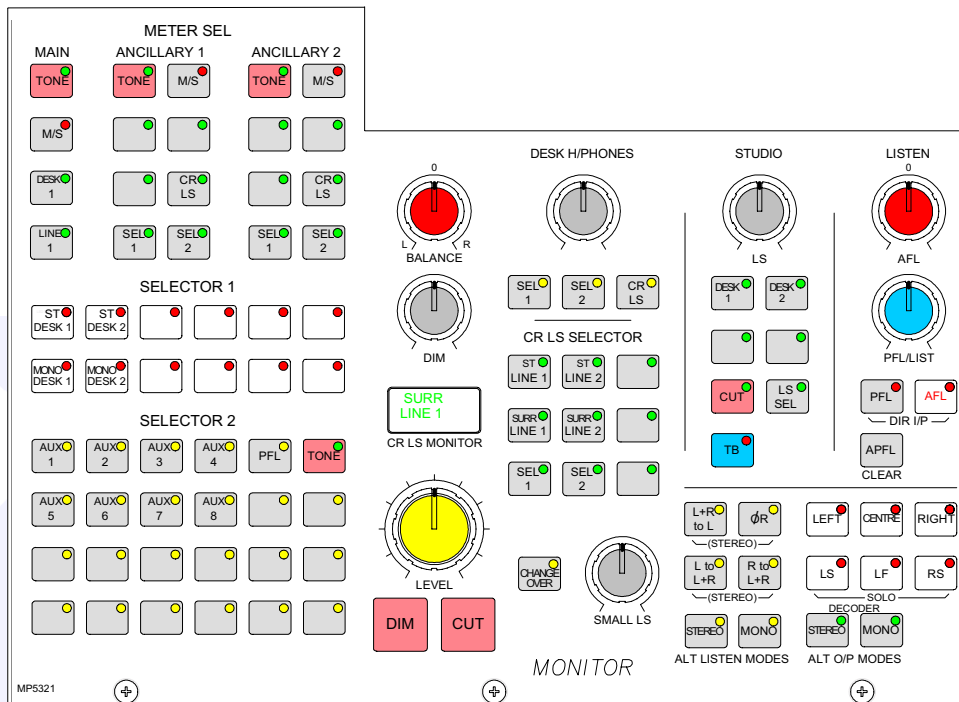 METER SEL
MAIN ANCILLARY 1 ANCILLARY 2
TONE TONE M/S TONE M/S
M/S
DESK 1 CR LS CR LS
LINE 1 SEL 1 SEL 2 SEL 1 SEL 2
SELECTOR 1
ST DESK 1 ST DESK 2
MONO DESK 1 MONO DESK 2
SELECTOR 2
AUX 1 AUX 2 AUX 3 AUX 4 PFL TONE
AUX 5 AUX 6 AUX 7 AUX 8
MP5321
0
L R
BALANCE
DIM
SURR
LINE 1
CR LS MONITOR
LEVEL
DIM CUT
DESK H/PHONES
SEL 1 SEL 2 CR LS
CR LS SELECTOR
ST LINE 1 ST LINE 2
SURR LINE 1 SURR LINE 2
SEL 1 SEL 2
CHANGE OVER
SMALL LS
MONITOR
STUDIO
LS
DESK 1 DESK 2
CUT LS SEL
TB
LISTEN
0
AFL
PFL/LIST
PFL AFL
DIR I/P
APFL
CLEAR
L+R to L ØR
(STEREO)
L to L+R R to L+R
(STEREO)
STEREO MONO
ALT LISTEN MODES
LEFT CENTRE RIGHT
LS LF RS
SOLO
DECODER
STEREO MONO
ALT O/P MODES